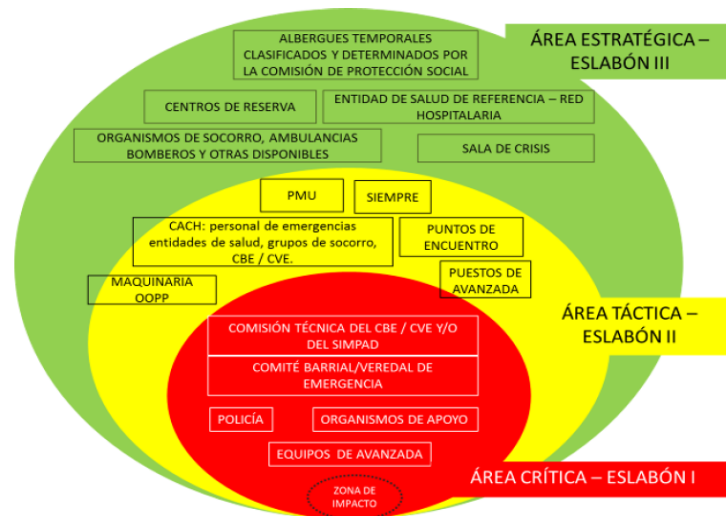 ALBERGUES TEMPORALES
CLASIFICADOS Y DETERMINADOS POR
LA COMISIÓN DE PROTECCIÓN SOCIAL
ÁREA ESTRATÉGICA –
ESLABÓN III
CENTROS DE RESERVA
ENTIDAD DE SALUD DE REFERENCIA – RED
HOSPITALARIA
ORGANISMOS DE SOCORRO, AMBULANCIAS
BOMBEROS Y OTRAS DISPONIBLES
SALA DE CRISIS
PMU
SIEMPRE
CACH: personal de emergencias
entidades de salud, grupos de socorro,
CBE / CVE.
PUNTOS DE
ENCUENTRO
MAQUINARIA
OOPP
PUESTOS DE
AVANZADA
ÁREA TÁCTICA –
ESLABÓN II
COMISIÓN TÉCNICA DEL CBE / CVE Y/O
DEL SIMPAD
COMITÉ BARRIAL/VEREDAL DE
EMERGENCIA
POLICÍA
ORGANISMOS DE APOYO
EQUIPOS DE AVANZADA
ÁREA CRÍTICA – ESLABÓN I
ZONA DE
IMPACTO